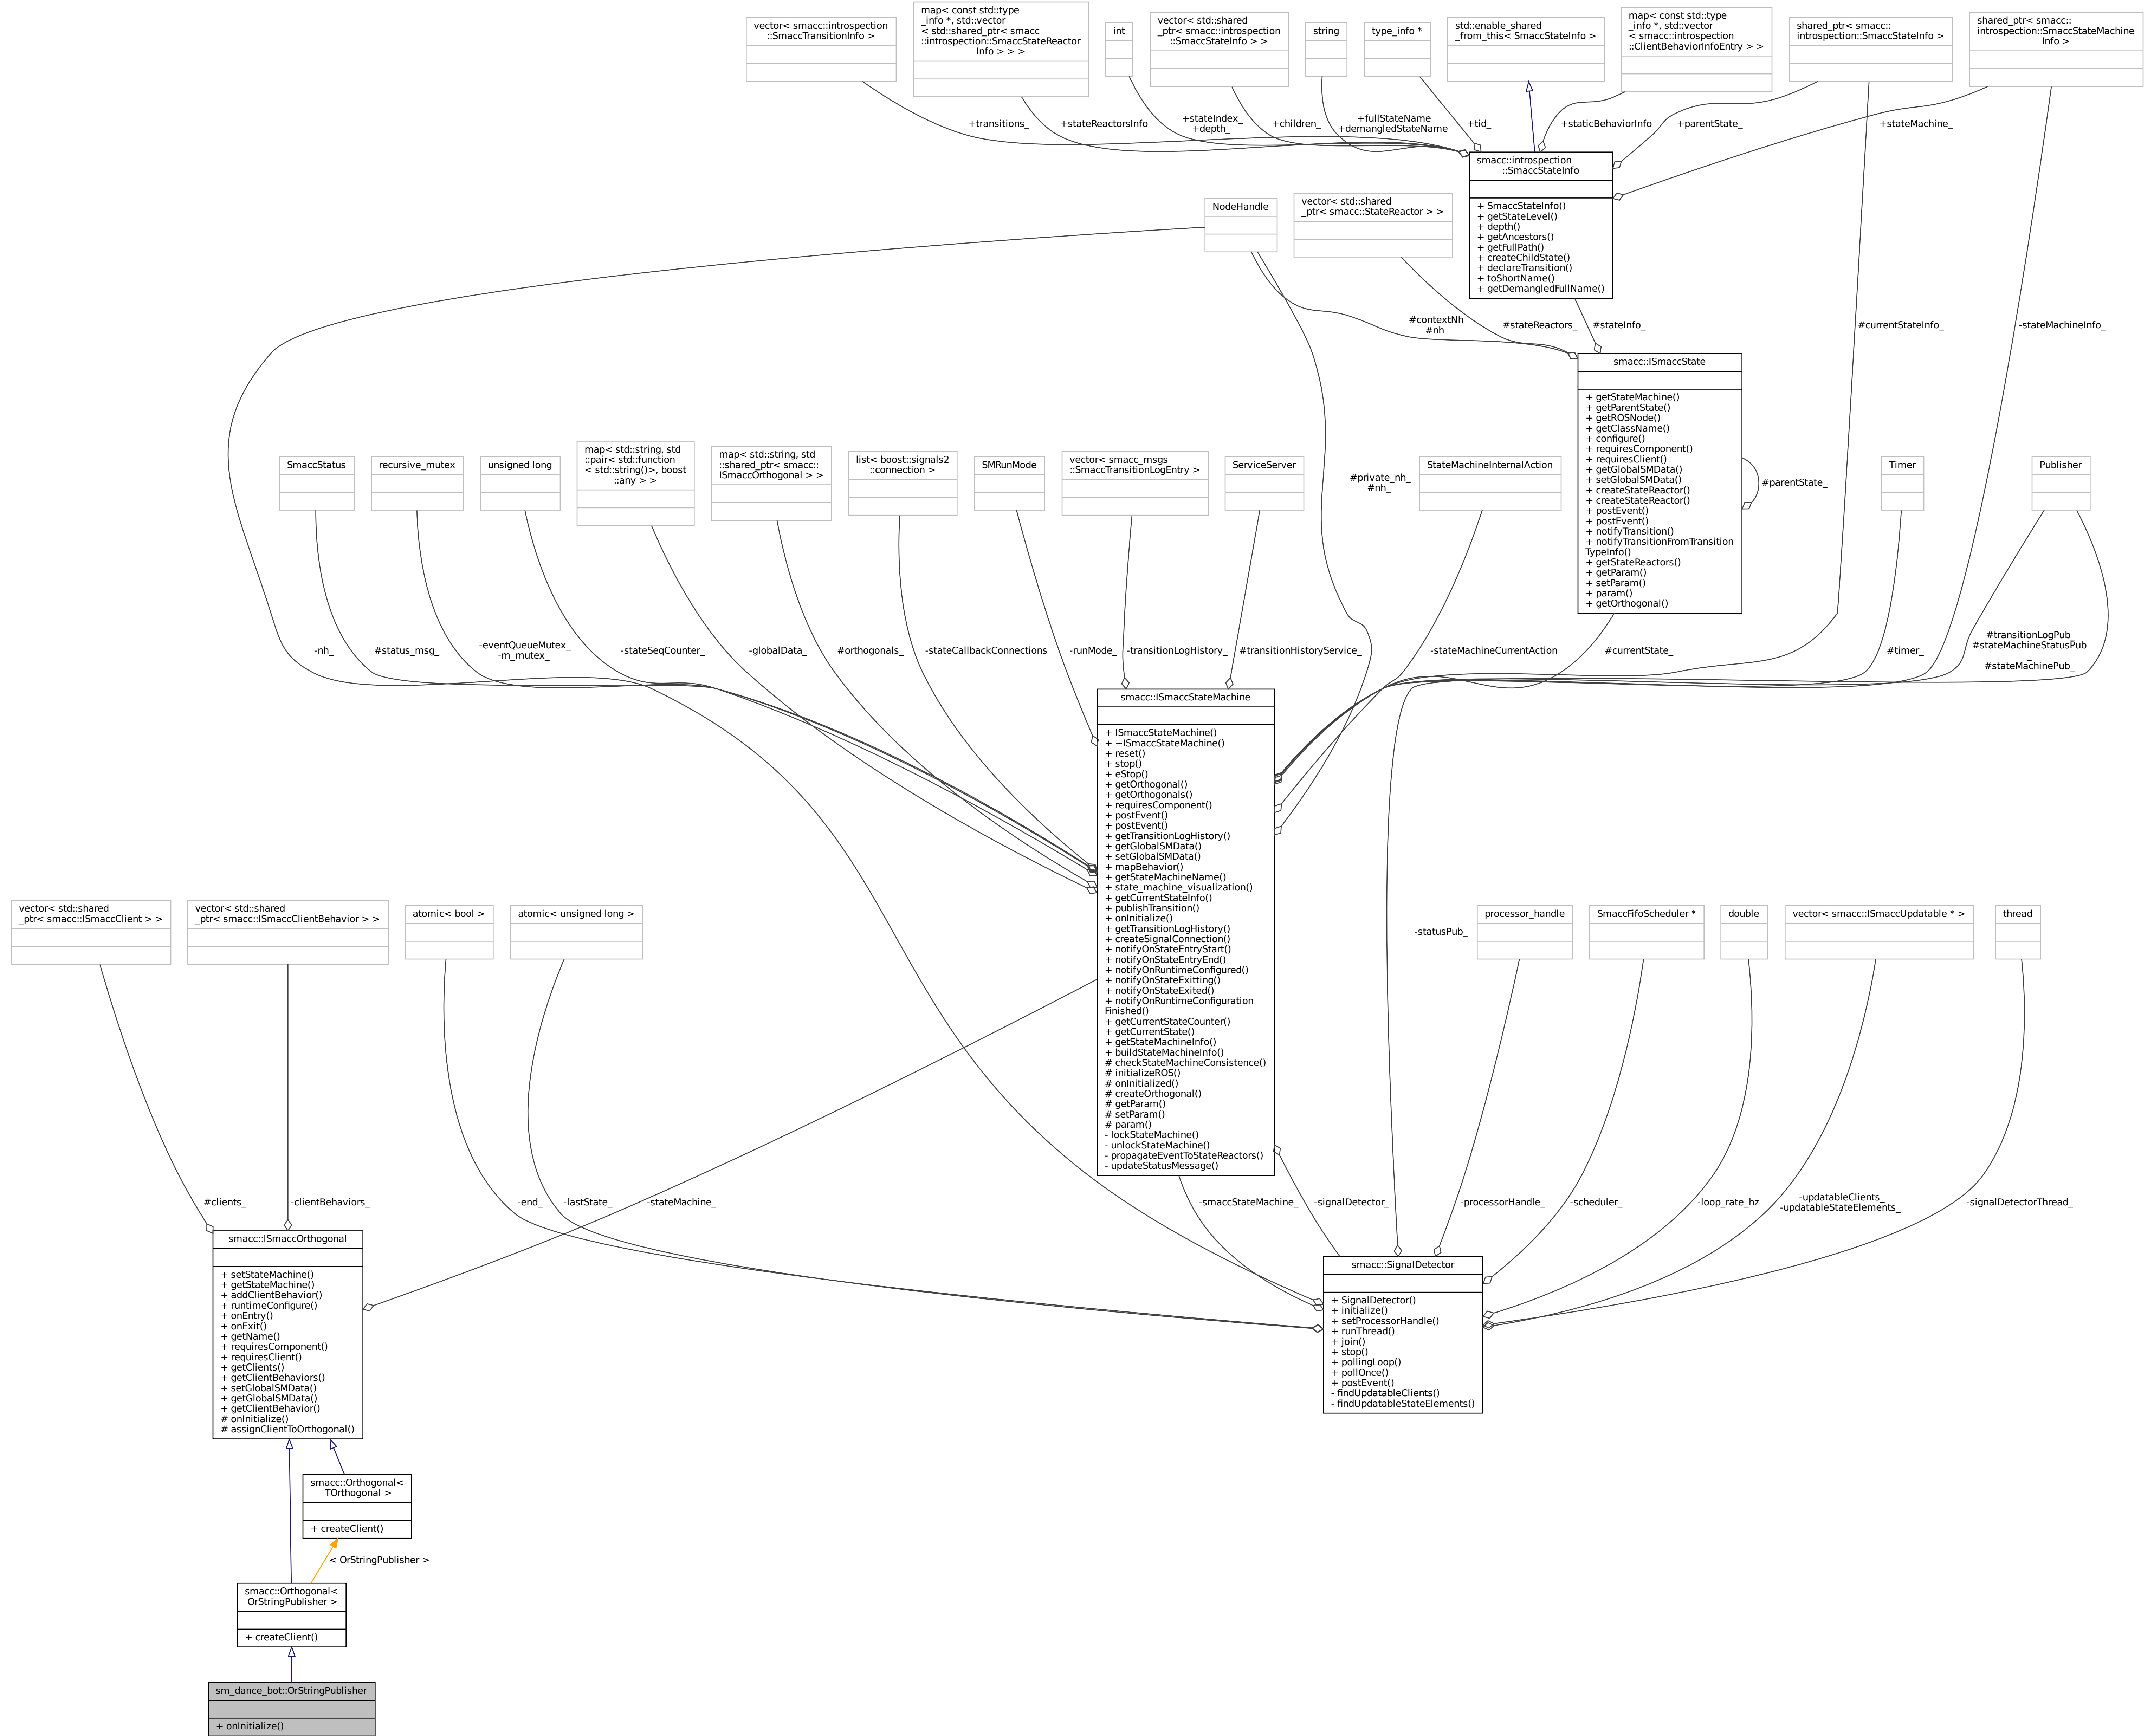 vector< smacc::introspection
::SmaccTransitionInfo >
map< const std::type
_info *, std::vector
< std::shared_ptr< smacc
::introspection::SmaccStateReactor
Info > > >
int
vector< std::shared
_ptr< smacc::introspection
::SmaccStateInfo > >
string
type_info *
std::enable_shared
_from_this< SmaccStateInfo >
map< const std::type
_info *, std::vector
< smacc::introspection
::ClientBehaviorInfoEntry > >
shared_ptr< smacc::
introspection::SmaccStateInfo >
shared_ptr< smacc::
introspection::SmaccStateMachine
Info >
+transitions_
+stateReactorsInfo
+stateIndex_
+depth_
+children_
+fullStateName
+demangledStateName
+tid_
+staticBehaviorInfo
+parentState_
+stateMachine_
smacc::introspection
::SmaccStateInfo
+ SmaccStateInfo()
+ getStateLevel()
+ depth()
+ getAncestors()
+ getFullPath()
+ createChildState()
+ declareTransition()
+ toShortName()
+ getDemangledFullName()
NodeHandle
vector< std::shared
_ptr< smacc::StateReactor > >
#contextNh
#nh
#stateReactors_
#stateInfo_
#currentStateInfo_
-stateMachineInfo_
smacc::ISmaccState
+ getStateMachine()
+ getParentState()
+ getROSNode()
+ getClassName()
+ configure()
+ requiresComponent()
+ requiresClient()
+ getGlobalSMData()
+ setGlobalSMData()
+ createStateReactor()
+ createStateReactor()
+ postEvent()
+ postEvent()
+ notifyTransition()
+ notifyTransitionFromTransition
TypeInfo()
+ getStateReactors()
+ getParam()
+ setParam()
+ param()
+ getOrthogonal()
#parentState_
SmaccStatus
recursive_mutex
unsigned long
map< std::string, std
::pair< std::function
< std::string()>, boost
::any > >
map< std::string, std
::shared_ptr< smacc::
ISmaccOrthogonal > >
list< boost::signals2
::connection >
SMRunMode
vector< smacc_msgs
::SmaccTransitionLogEntry >
ServiceServer
#private_nh_
#nh_
StateMachineInternalAction
Timer
Publisher
-nh_
#status_msg_
-eventQueueMutex_
-m_mutex_
-stateSeqCounter_
-globalData_
#orthogonals_
-stateCallbackConnections
-runMode_
-transitionLogHistory_
#transitionHistoryService_
-stateMachineCurrentAction
#currentState_
#timer_
#transitionLogPub_
#stateMachineStatusPub
_
#stateMachinePub_
smacc::ISmaccStateMachine
+ ISmaccStateMachine()
+ ~ISmaccStateMachine()
+ reset()
+ stop()
+ eStop()
+ getOrthogonal()
+ getOrthogonals()
+ requiresComponent()
+ postEvent()
+ postEvent()
+ getTransitionLogHistory()
+ getGlobalSMData()
+ setGlobalSMData()
+ mapBehavior()
+ getStateMachineName()
+ state_machine_visualization()
+ getCurrentStateInfo()
+ publishTransition()
+ onInitialize()
+ getTransitionLogHistory()
+ createSignalConnection()
+ notifyOnStateEntryStart()
+ notifyOnStateEntryEnd()
+ notifyOnRuntimeConfigured()
+ notifyOnStateExitting()
+ notifyOnStateExited()
+ notifyOnRuntimeConfiguration
Finished()
+ getCurrentStateCounter()
+ getCurrentState()
+ getStateMachineInfo()
+ buildStateMachineInfo()
# checkStateMachineConsistence()
# initializeROS()
# onInitialized()
# createOrthogonal()
# getParam()
# setParam()
# param()
- lockStateMachine()
- unlockStateMachine()
- propagateEventToStateReactors()
- updateStatusMessage()
vector< std::shared
_ptr< smacc::ISmaccClient > >
vector< std::shared
_ptr< smacc::ISmaccClientBehavior > >
atomic< bool >
atomic< unsigned long >
-statusPub_
processor_handle
SmaccFifoScheduler *
double
vector< smacc::ISmaccUpdatable * >
thread
#clients_
-clientBehaviors_
-end_
-lastState_
-stateMachine_
-smaccStateMachine_
-signalDetector_
-processorHandle_
-scheduler_
-loop_rate_hz
-updatableClients_
-updatableStateElements_
-signalDetectorThread_
smacc::ISmaccOrthogonal
+ setStateMachine()
+ getStateMachine()
+ addClientBehavior()
+ runtimeConfigure()
+ onEntry()
+ onExit()
+ getName()
+ requiresComponent()
+ requiresClient()
+ getClients()
+ getClientBehaviors()
+ setGlobalSMData()
+ getGlobalSMData()
+ getClientBehavior()
# onInitialize()
# assignClientToOrthogonal()
smacc::SignalDetector
+ SignalDetector()
+ initialize()
+ setProcessorHandle()
+ runThread()
+ join()
+ stop()
+ pollingLoop()
+ pollOnce()
+ postEvent()
- findUpdatableClients()
- findUpdatableStateElements()
smacc::Orthogonal<
TOrthogonal >
+ createClient()
< OrStringPublisher >
smacc::Orthogonal<
OrStringPublisher >
+ createClient()
sm_dance_bot::OrStringPublisher
+ onInitialize()